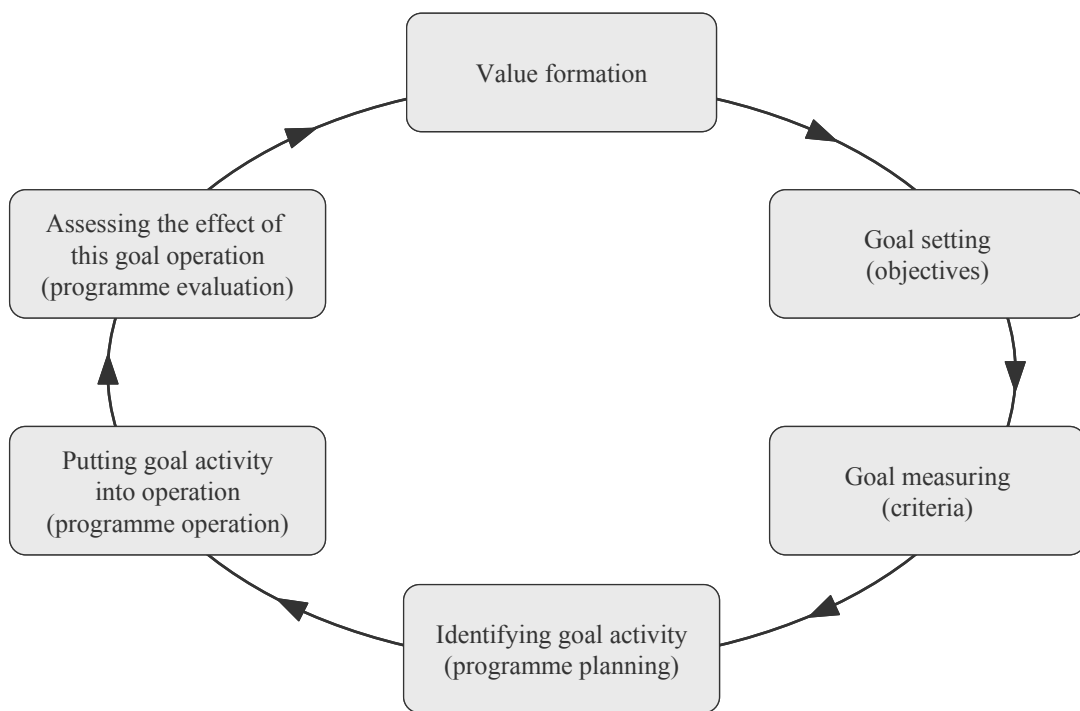 Value formation
Goal setting
(objectives)
Goal measuring
(criteria)
Identifying goal activity
(programme planning)
Putting goal activity
into operation
(programme operation)
Assessing the effect of
this goal operation
(programme evaluation)